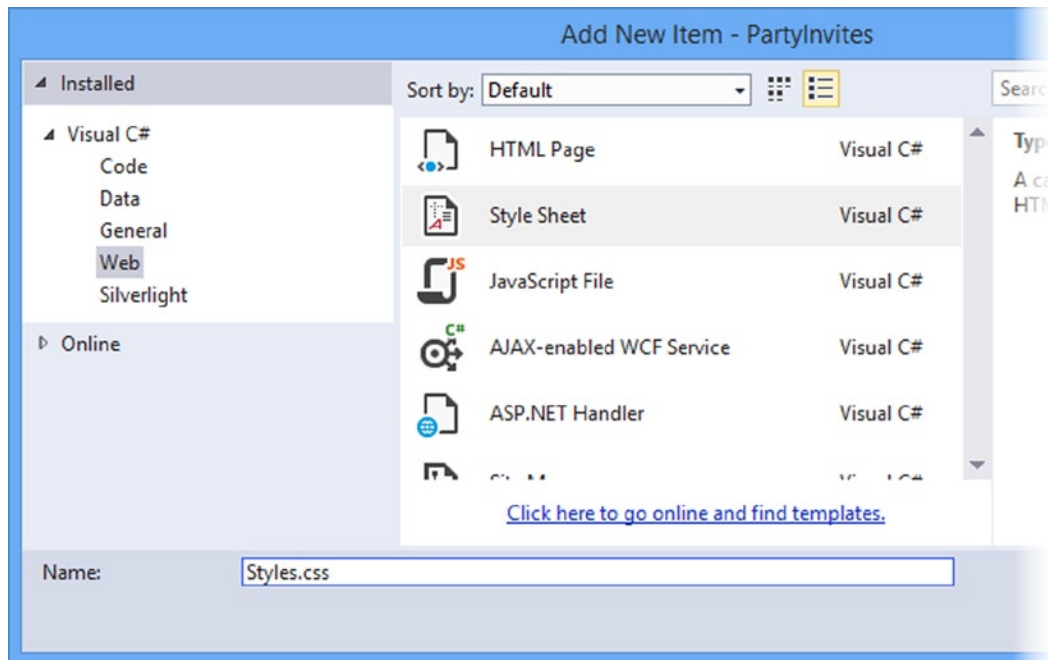 Add New Item - PartyInvites
Installed
Visual C#
Code
Data
General
Web
Silverlight
Online
Sort by: Default
HTML Page Visual C#
Style Sheet Visual C#
JS
JavaScript File Visual C#
C#
AJAX-enabled WCF Service Visual C#
ASP.NET Handler Visual C#
Click here to go online and find templates.
A
Name: Styles.css